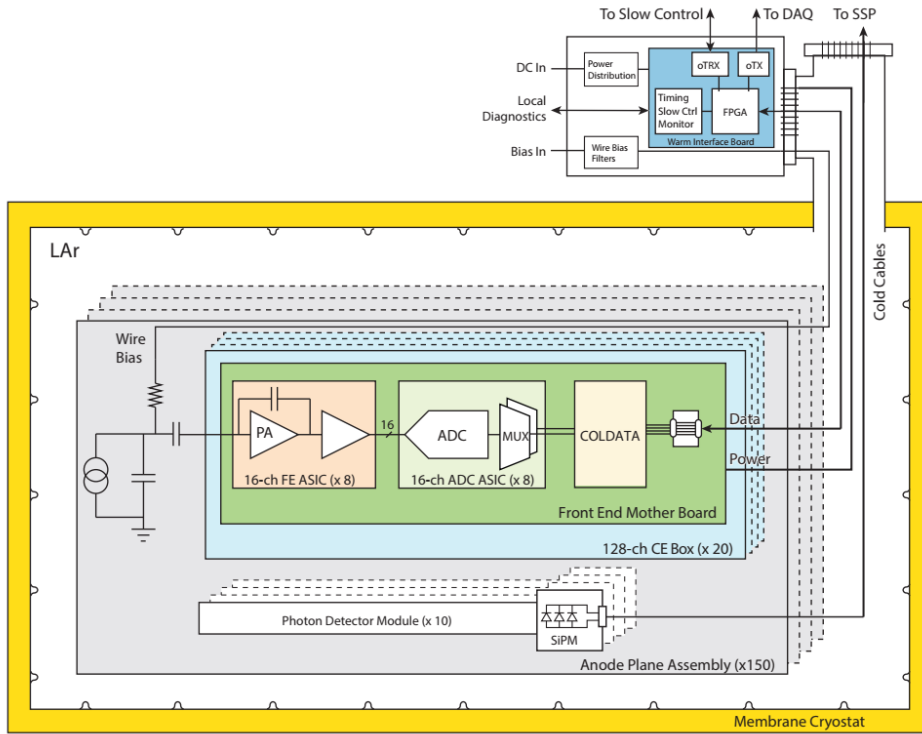 To Slow Control
To DAQ
To SSP
DC In
Power
Distribution
oTRX
oTX
Local
Diagnostics
Timing
Slow Ctrl
Monitor
FPGA
Warm Interface Board
Bias In
Wire Bias
Filters
LAr
Cold Cables
Wire
Bias
PA
16
ADC
MUX
COLDATA
Data
Power
16-ch FE ASIC (x 8)
16-ch ADC ASIC (x 8)
Front End Mother Board
128-ch CE Box (x 20)
Photon Detector Module (x 10)
SiPM
Anode Plane Assembly (x150)
Membrane Cryostat